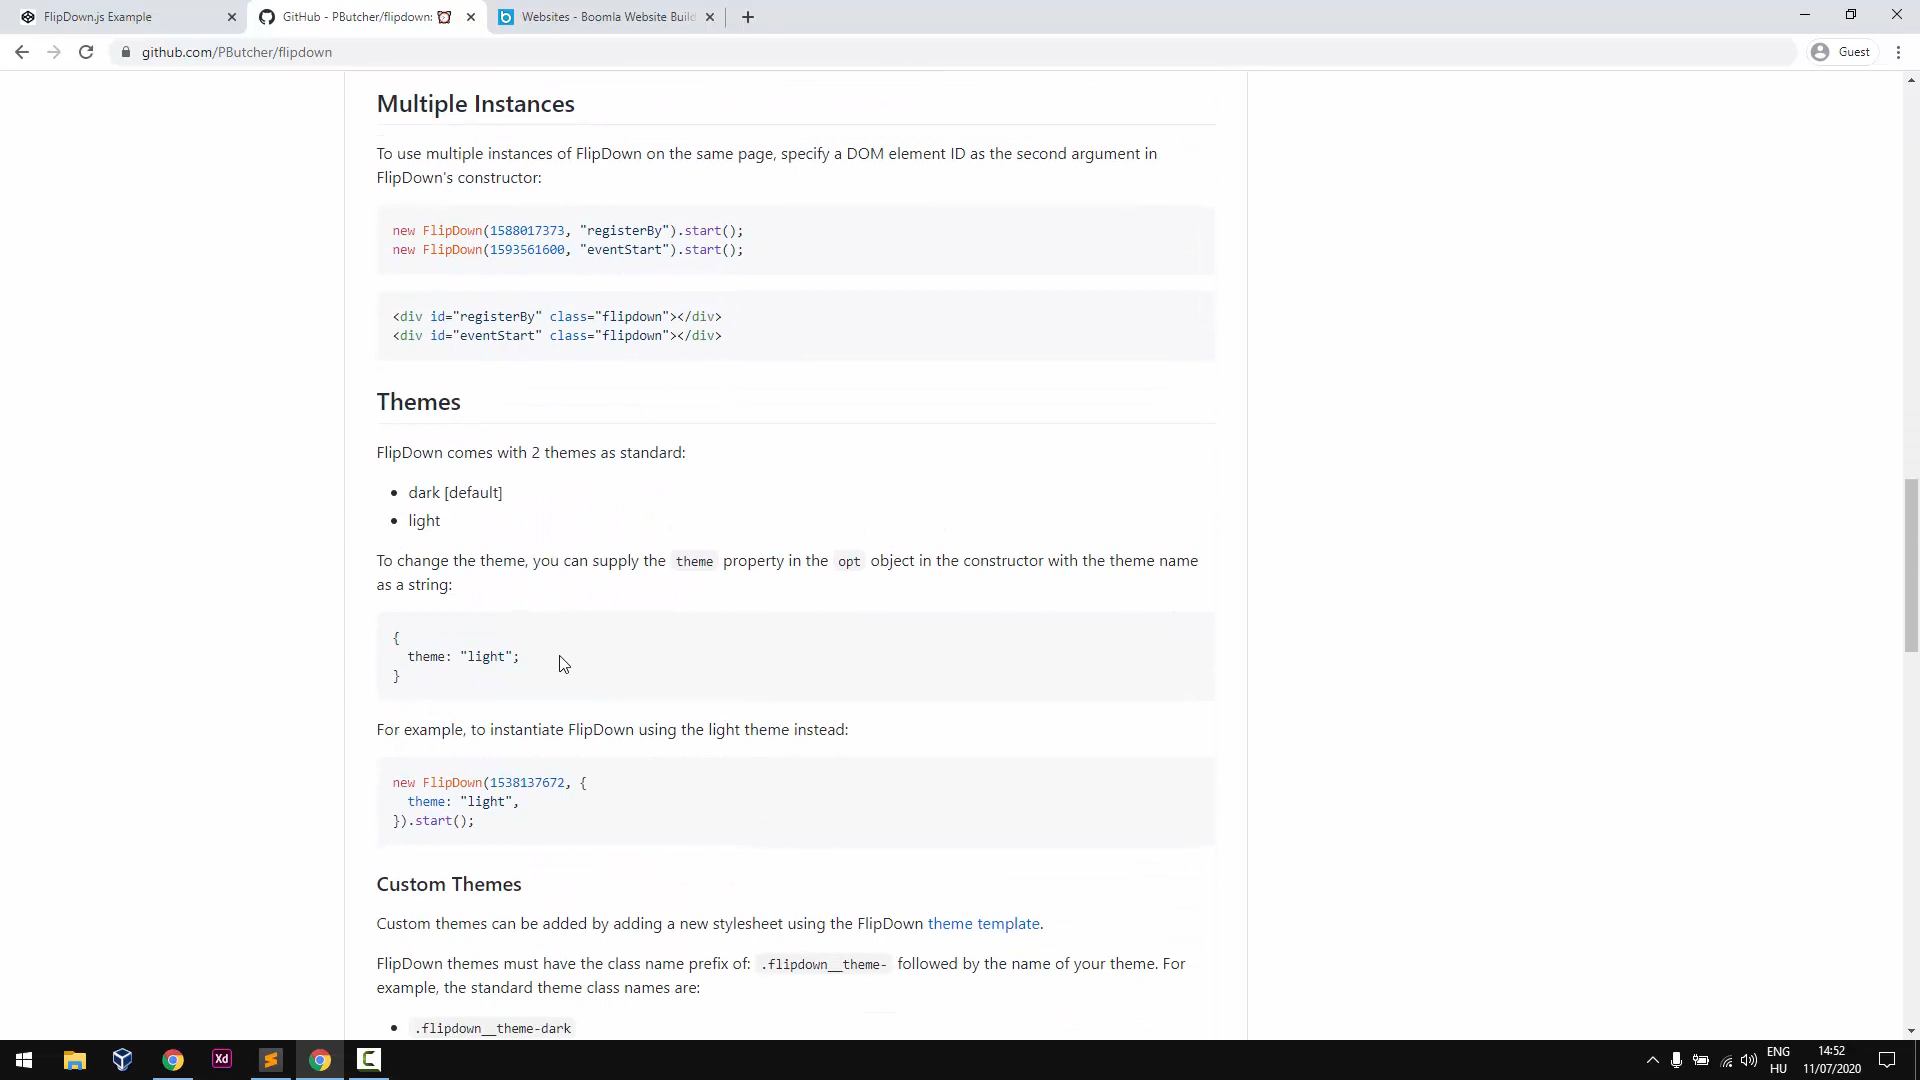 FlipDown.js Example
GitHub - PButcher/flipdown: ⏰
Websites - Boomla Website Buil
github.com/PButcher/flipdown
Guest
Multiple Instances
To use multiple instances of FlipDown on the same page, specify a DOM element ID as the second argument in
FlipDown's constructor:
new FlipDown(1588017373, "registerBy").start();
new FlipDown(1593561600, "eventStart").start();
<div id="registerBy" class="flipdown"></div>
<div id="eventStart" class="flipdown"></div>
Themes
FlipDown comes with 2 themes as standard:
• dark [default]
• light
To change the theme, you can supply the theme property in the opt object in the constructor with the theme name
as a string:
{
theme: "light";
}
For example, to instantiate FlipDown using the light theme instead:
new FlipDown(1538137672, {
theme: "light",
}).start();
Custom Themes
Custom themes can be added by adding a new stylesheet using the FlipDown theme template.
FlipDown themes must have the class name prefix of: .flipdown__theme- followed by the name of your theme. For
example, the standard theme class names are:
• .flipdown__theme-dark
Xd
ENG
HU
14:52
11/07/2020